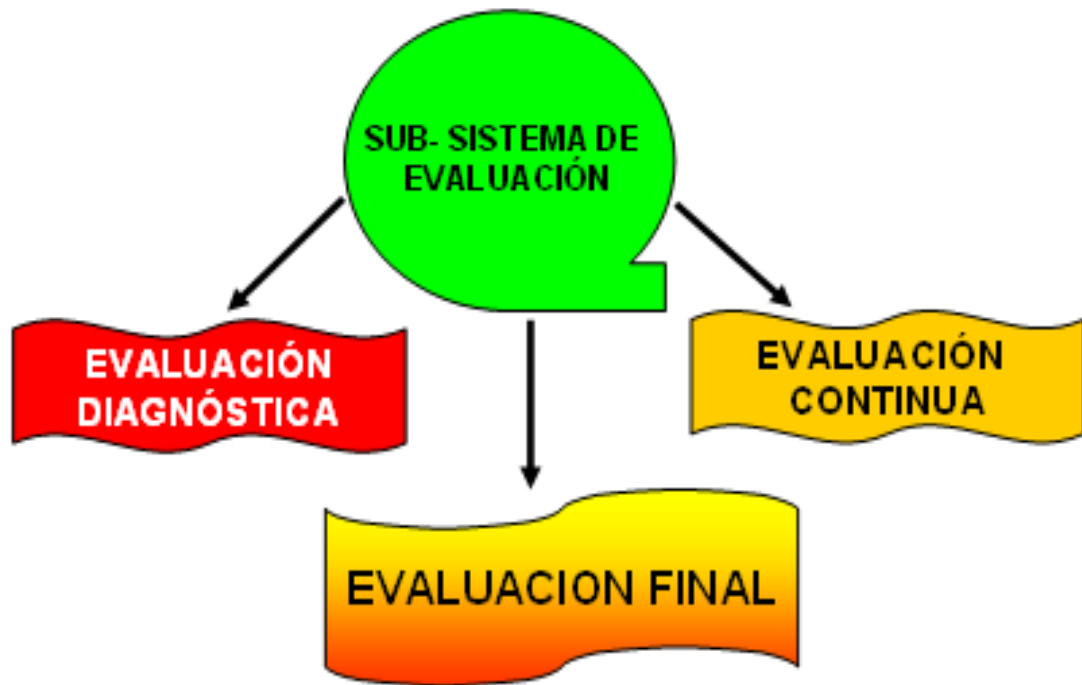 SUB- SISTEMA DE
EVALUACIÓN
EVALUACIÓN
DIAGNÓSTICA
EVALUACIÓN
CONTINUA
EVALUACION FINAL